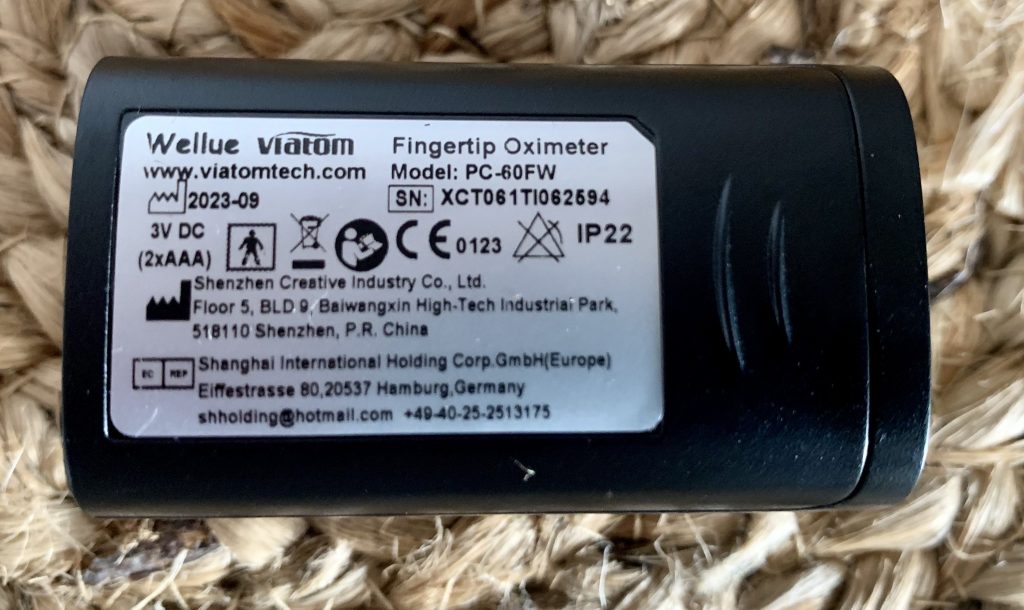 Wellue viatom
Fingertip Oximeter
www.viatomtech.com
Model: PC-60FW
2023-09
SN: XCT061TI062594
3V DC
(2xAAA)
CE 0123
IP22
Shenzhen Creative Industry Co., Ltd.
Floor 5, BLD 9, Baiwangxin High-Tech Industrial Park,
518110 Shenzhen, P.R. China
EC REP
Shanghai International Holding Corp.GmbH(Europe)
Eiffestrasse 80,20537 Hamburg,Germany
shholding@hotmail.com +49-40-25-2513175